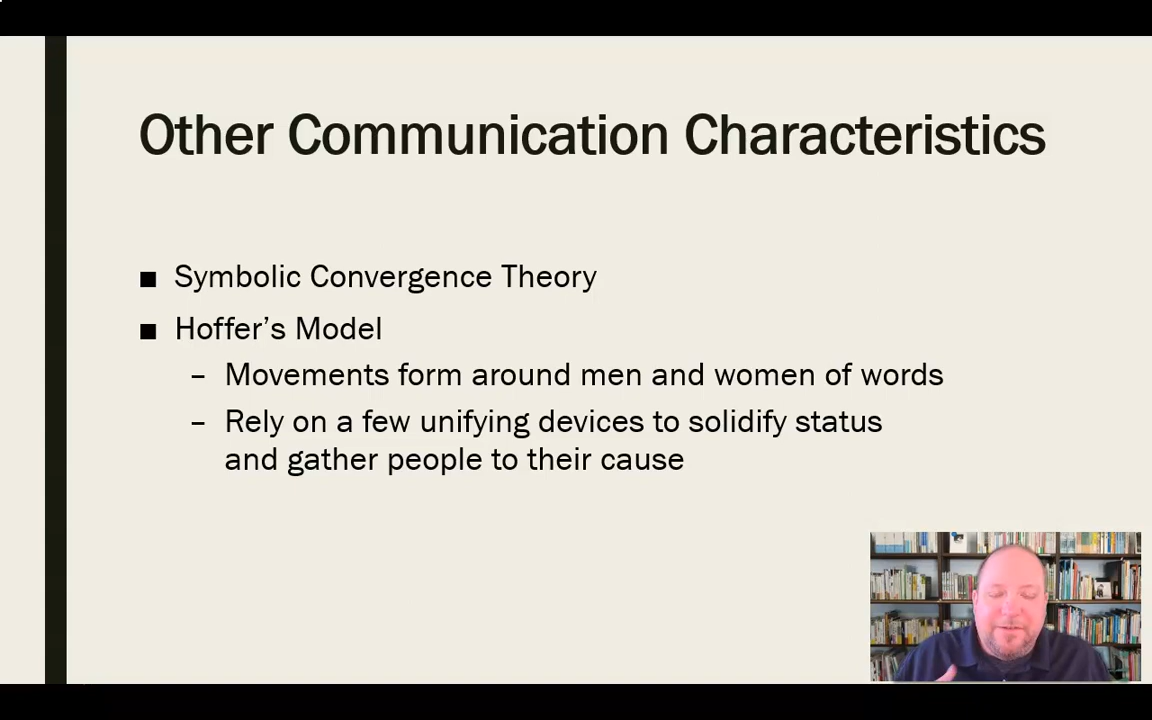 Other Communication Characteristics
■ Symbolic Convergence Theory
■ Hoffer’s Model
– Movements form around men and women of words
– Rely on a few unifying devices to solidify status
and gather people to their cause